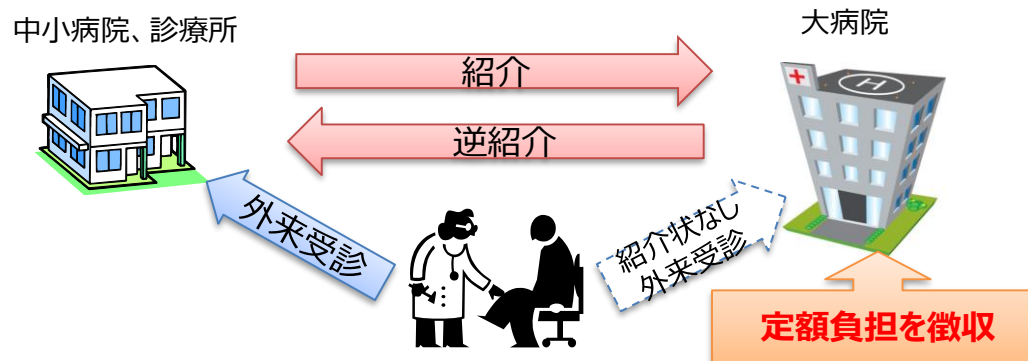 中小病院、診療所
大病院
紹介
逆紹介
外来受診
紹介状なし
外来受診
H
定額負担を徴収